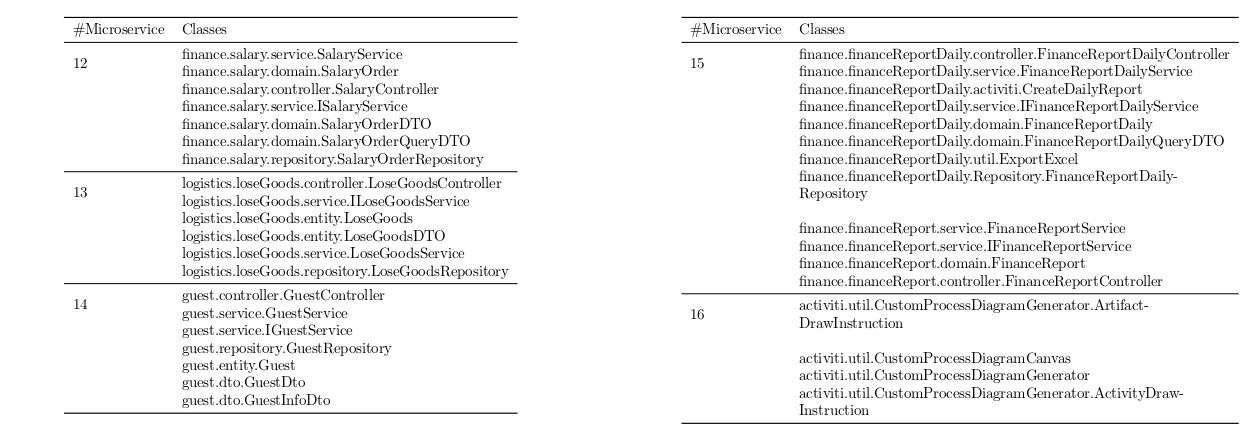 #Microservice Classes
12
finance.salary.service.SalaryService
finance.salary.domain.SalaryOrder
finance.salary.controller.SalaryController
finance.salary.service.ISalaryService
finance.salary.domain.SalaryOrderDTO
finance.salary.domain.SalaryOrderQueryDTO
finance.salary.repository.SalaryOrderRepository
13
logistics.loseGoods.controller.LoseGoodsController
logistics.loseGoods.service.ILoseGoodsService
logistics.loseGoods.entity.LoseGoods
logistics.loseGoods.entity.LoseGoodsDTO
logistics.loseGoods.service.LoseGoodsService
logistics.loseGoods.repository.LoseGoodsRepository
14
guest.controller.GuestController
guest.service.GuestService
guest.service.IGuestService
guest.repository.GuestRepository
guest.entity.Guest
guest.dto.GuestDto
guest.dto.GuestInfoDto
#Microservice Classes
15
finance.financeReportDaily.controller.FinanceReportDailyController
finance.financeReportDaily.service.FinanceReportDailyService
finance.financeReportDaily.activiti.CreateDailyReport
finance.financeReportDaily.service.IFinanceReportDailyService
finance.financeReportDaily.domain.FinanceReportDaily
finance.financeReportDaily.domain.FinanceReportDailyQueryDTO
finance.financeReportDaily.util.ExportExcel
finance.financeReportDaily.Repository.FinanceReportDaily-
Repository
finance.financeReport.service.FinanceReportService
finance.financeReport.service.IFinanceReportService
finance.financeReport.domain.FinanceReport
finance.financeReport.controller.FinanceReportController
16
activiti.util.CustomProcessDiagramGenerator.Artifact-
DrawInstruction
activiti.util.CustomProcessDiagramCanvas
activiti.util.CustomProcessDiagramGenerator
activiti.util.CustomProcessDiagramGenerator.ActivityDraw-
Instruction